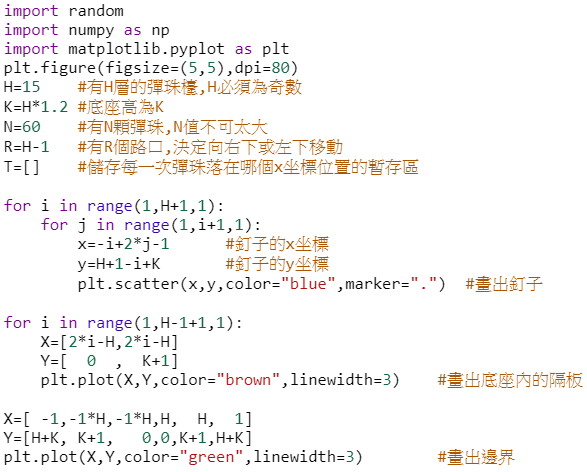 import random
import numpy as np
import matplotlib.pyplot as plt
plt.figure(figsize=(5,5),dpi=80)
H=15    #有H層的彈珠檯,H必須為奇數
K=H*1.2 #底座高為K
N=60    #有N顆彈珠,N值不可太大
R=H-1   #有R個路口,決定向右下或左下移動
T=[]    #儲存每一次彈珠落在哪個x坐標位置的暫存區
for i in range(1,H+1,1):
    for j in range(1,i+1,1):
        x=-i+2*j-1      #釘子的x坐標
        y=H+1-i+K       #釘子的y坐標
        plt.scatter(x,y,color="blue",marker=".")  #畫出釘子
for i in range(1,H-1+1,1):
    X=[2*i-H,2*i-H]
    Y=[  0  , K+1]
    plt.plot(X,Y,color="brown",linewidth=3)    #畫出底座內的隔板
X=[ -1,-1*H,-1*H,H,  H,  1]
Y=[H+K, K+1,   0,0,K+1,H+K]
plt.plot(X,Y,color="green",linewidth=3)        #畫出邊界